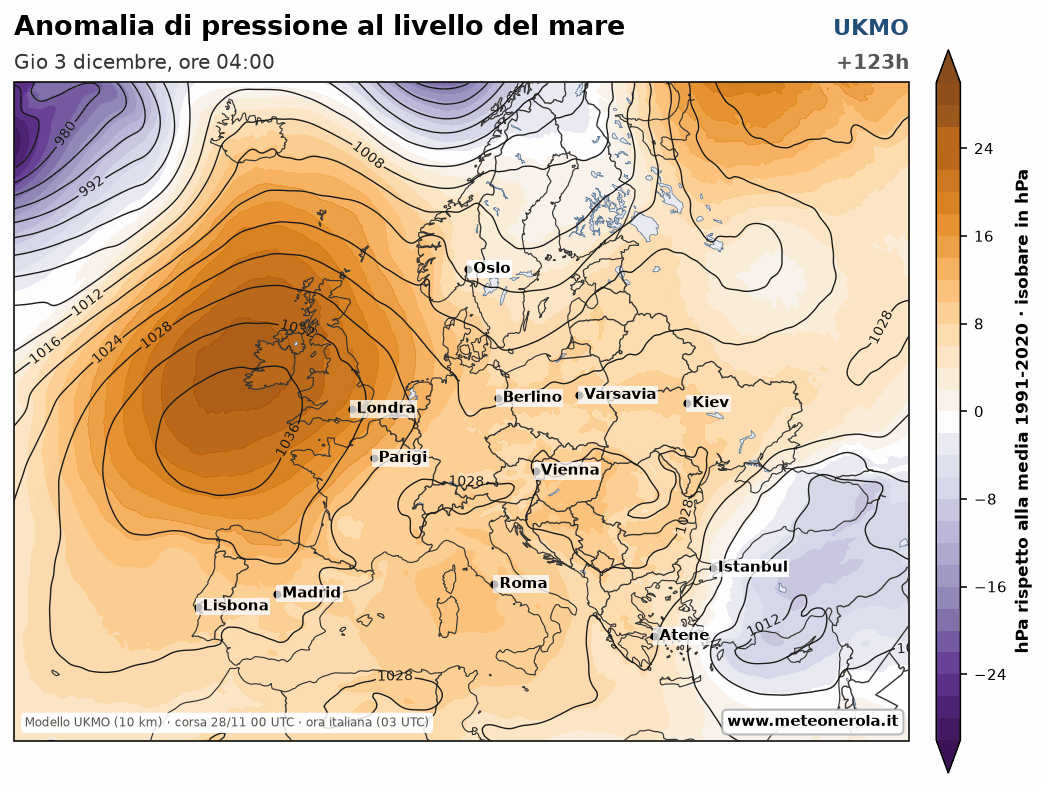 Anomalia di pressione al livello del mare
UKMO
Gio 3 dicembre, ore 04:00
+123h
980
992
1008
1012
1016
1024
1028
1036
1028
1028
1028
1028
1012
Oslo
Londra
Berlino
Varsavia
Kiev
Parigi
Vienna
Istanbul
Roma
Madrid
Lisbona
Atene
24
16
8
0
−8
−16
−24
hPa rispetto alla media 1991-2020 · isobare in hPa
Modello UKMO (10 km) · corsa 28/11 00 UTC · ora italiana (03 UTC)
www.meteonerola.it